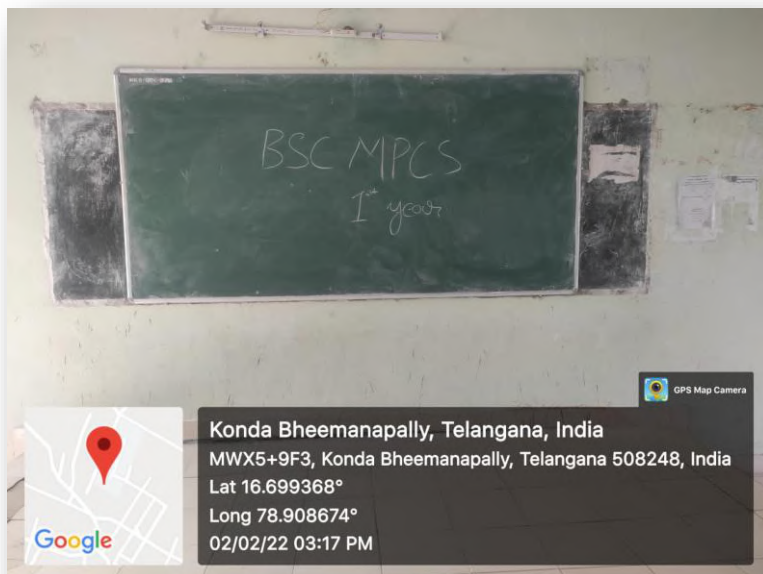 BSC MPCS
1st year
GPS Map Camera
Konda Bheemanapally, Telangana, India
MWX5+9F3, Konda Bheemanapally, Telangana 508248, India
Lat 16.699368°
Long 78.908674°
02/02/22 03:17 PM
Google